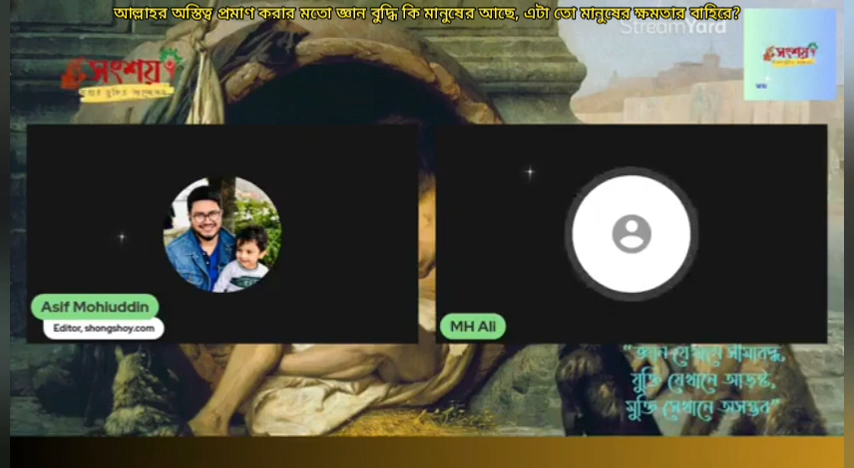 আল্লাহর অস্তিত্ব প্রমাণ করার মতো জ্ঞান বুদ্ধি কি মানুষের আছে, এটা তো মানুষের ক্ষমতার বাহিরে?
StreamYard
সংশয়
সংশয়
Asif Mohiuddin
Editor, shongshoy.com
MH Ali
“জ্ঞান যেখানে সীমাবদ্ধ,
যুক্তি যেখানে আড়ষ্ট,
মুক্তি সেখানে অসম্ভব”